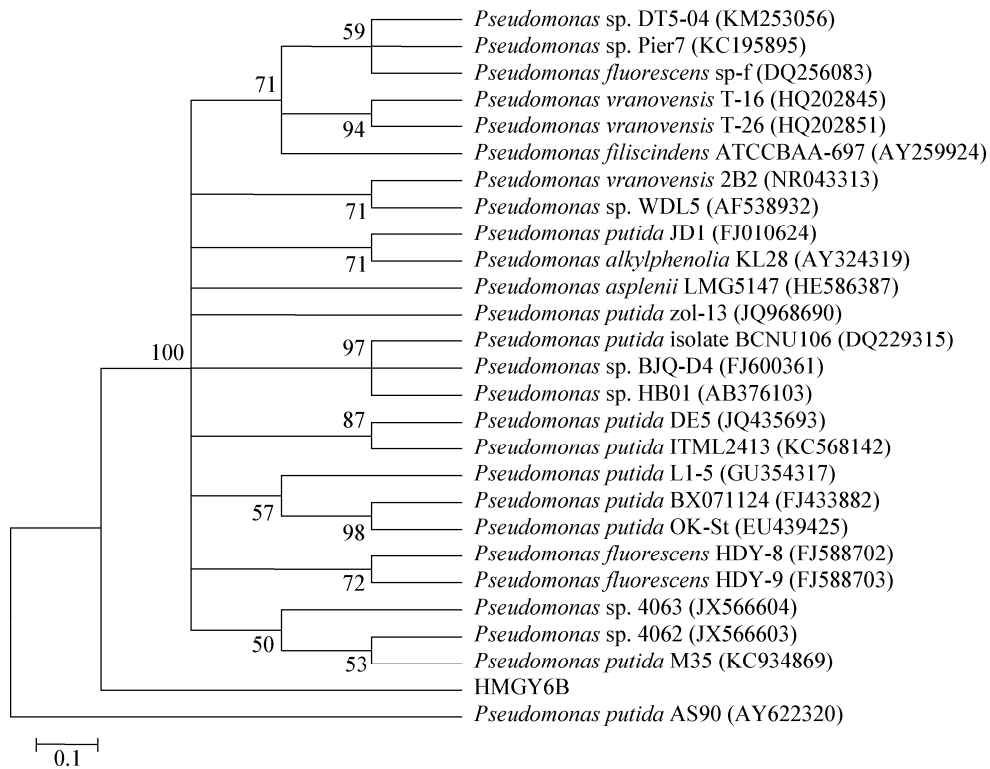 59
Pseudomonas sp. DT5-04 (KM253056)
Pseudomonas sp. Pier7 (KC195895)
Pseudomonas fluorescens sp-f (DQ256083)
71
Pseudomonas vranovensis T-16 (HQ202845)
94
Pseudomonas vranovensis T-26 (HQ202851)
Pseudomonas filiscindens ATCCBAA-697 (AY259924)
Pseudomonas vranovensis 2B2 (NR043313)
71
Pseudomonas sp. WDL5 (AF538932)
Pseudomonas putida JD1 (FJ010624)
71
Pseudomonas alkylphenolia KL28 (AY324319)
Pseudomonas asplenii LMG5147 (HE586387)
Pseudomonas putida zol-13 (JQ968690)
100
97
Pseudomonas putida isolate BCNU106 (DQ229315)
Pseudomonas sp. BJQ-D4 (FJ600361)
Pseudomonas sp. HB01 (AB376103)
87
Pseudomonas putida DE5 (JQ435693)
Pseudomonas putida ITML2413 (KC568142)
Pseudomonas putida L1-5 (GU354317)
57
Pseudomonas putida BX071124 (FJ433882)
98
Pseudomonas putida OK-St (EU439425)
Pseudomonas fluorescens HDY-8 (FJ588702)
72
Pseudomonas fluorescens HDY-9 (FJ588703)
Pseudomonas sp. 4063 (JX566604)
50
Pseudomonas sp. 4062 (JX566603)
53
Pseudomonas putida M35 (KC934869)
HMGY6B
Pseudomonas putida AS90 (AY622320)
0.1